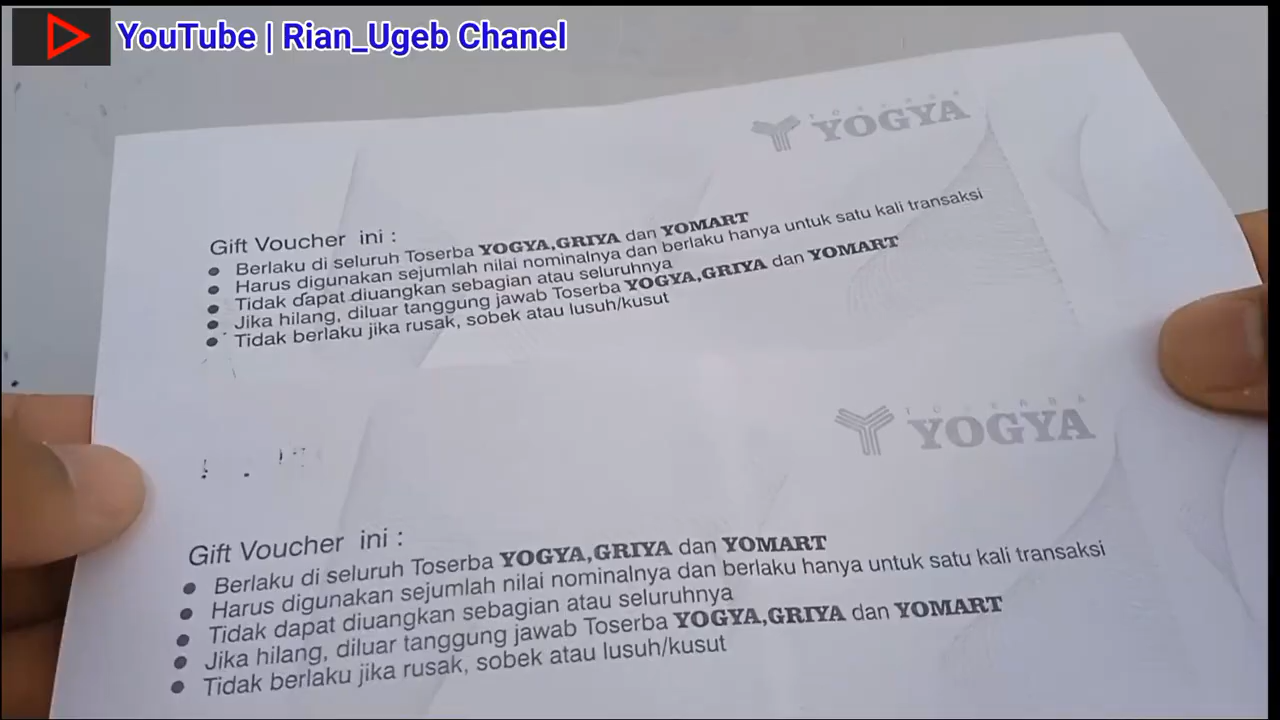 YouTube | Rian_Ugeb Chanel
TOSERBA
YOGYA
Gift Voucher ini :
● Berlaku di seluruh Toserba YOGYA,GRIYA dan YOMART
● Harus digunakan sejumlah nilai nominalnya dan berlaku hanya untuk satu kali transaksi
● Tidak dapat diuangkan sebagian atau seluruhnya
● Jika hilang, diluar tanggung jawab Toserba YOGYA,GRIYA dan YOMART
● Tidak berlaku jika rusak, sobek atau lusuh/kusut
TOSERBA
YOGYA
Gift Voucher ini :
● Berlaku di seluruh Toserba YOGYA,GRIYA dan YOMART
● Harus digunakan sejumlah nilai nominalnya dan berlaku hanya untuk satu kali transaksi
● Tidak dapat diuangkan sebagian atau seluruhnya
● Jika hilang, diluar tanggung jawab Toserba YOGYA,GRIYA dan YOMART
● Tidak berlaku jika rusak, sobek atau lusuh/kusut